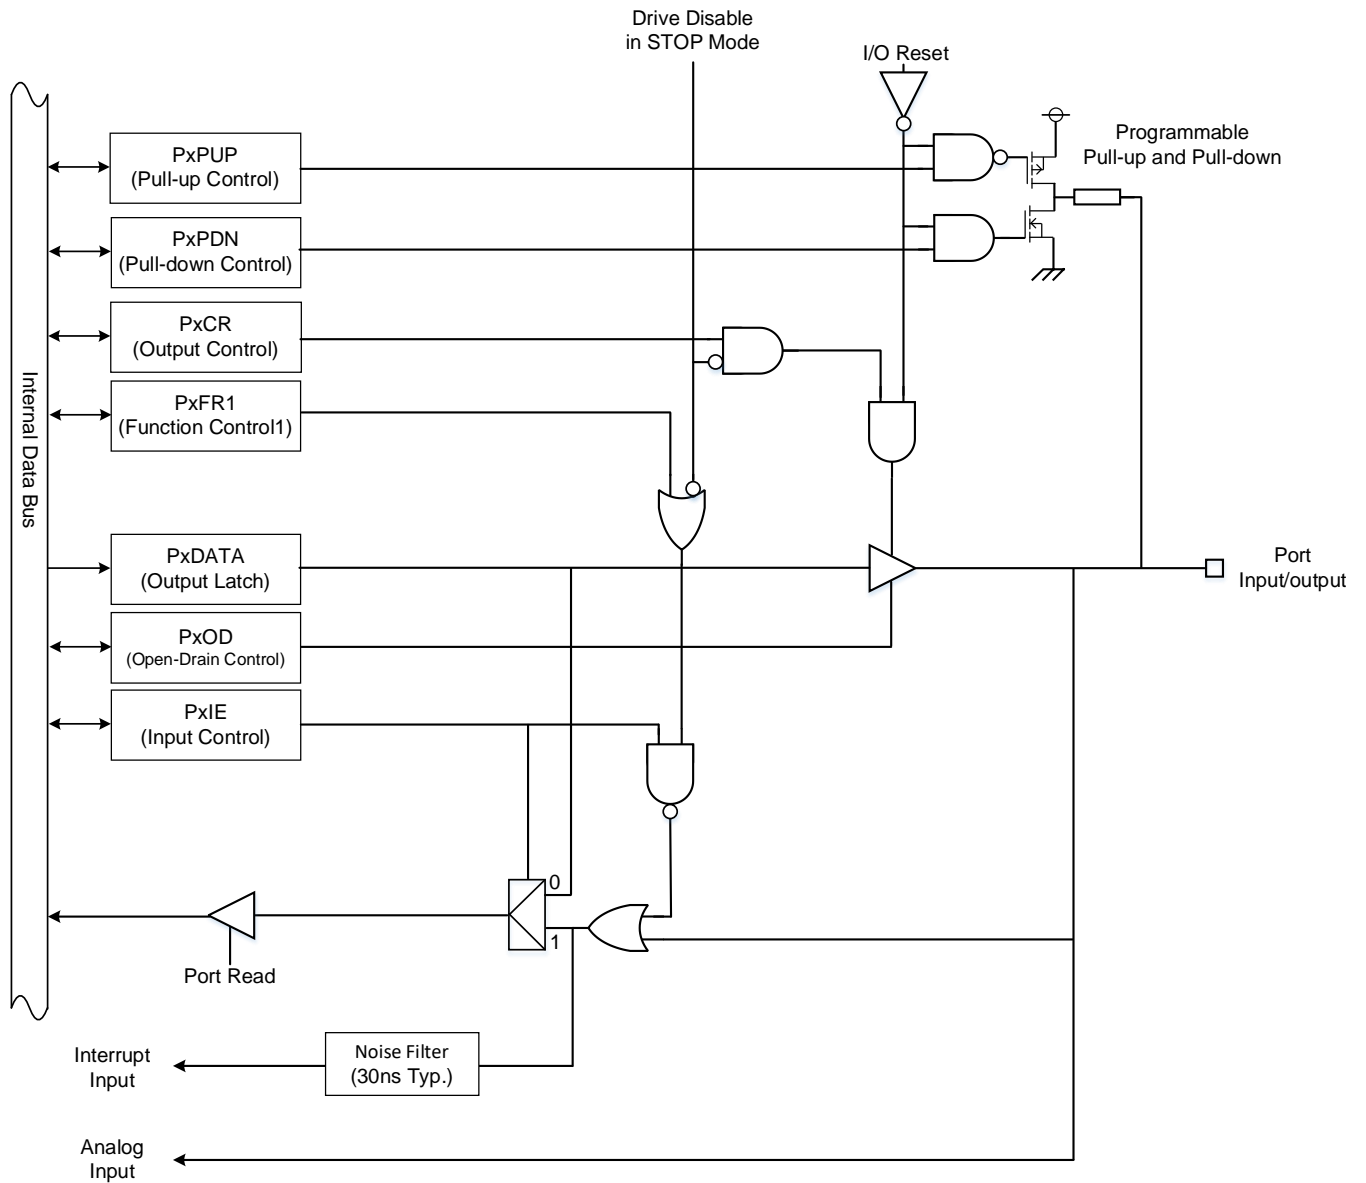 Drive Disable
in STOP Mode
I/O Reset
Programmable
Pull-up and Pull-down
PxPUP
(Pull-up Control)
PxPDN
(Pull-down Control)
PxCR
(Output Control)
PxFR1
(Function Control1)
Internal Data Bus
PxDATA
(Output Latch)
Port
Input/output
PxOD
(Open-Drain Control)
PxIE
(Input Control)
0
1
Port Read
Noise Filter
(30ns Typ.)
Interrupt
Input
Analog
Input